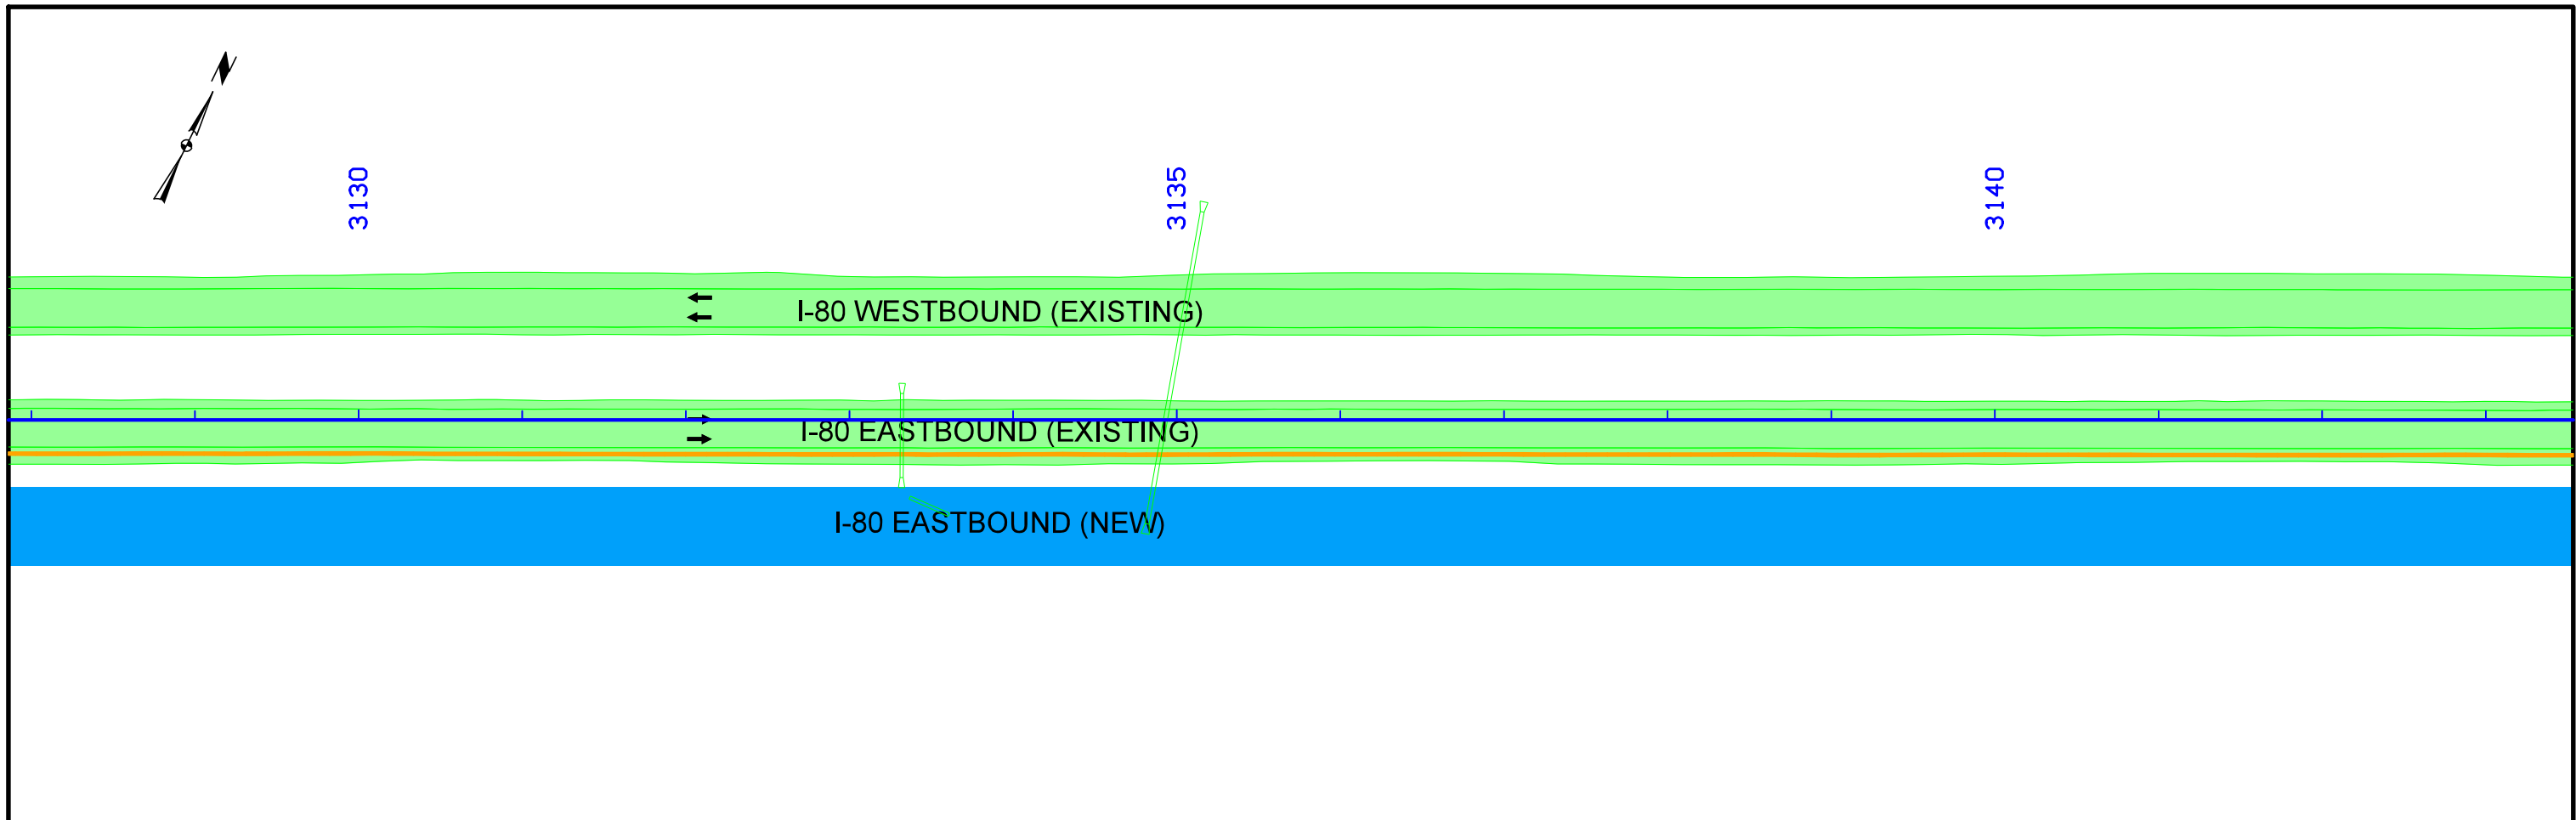 N
3130
3135
3140
I-80 WESTBOUND (EXISTING)
I-80 EASTBOUND (EXISTING)
I-80 EASTBOUND (NEW)